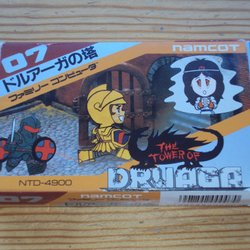 07
namcot
ドルアーガの塔
ファミリー コンピュータ
THE
TOWER OF
DRUAGA
NTD-4900
07
namcot